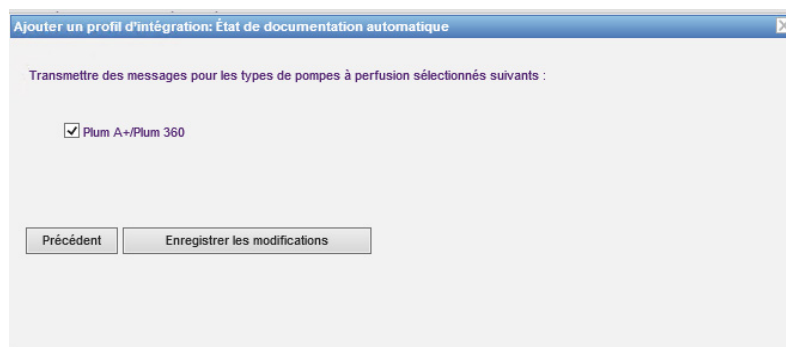 Ajouter un profil d'intégration: État de documentation automatique
Transmettre des messages pour les types de pompes à perfusion sélectionnés suivants :
Plum A+/Plum 360
Précédent
Enregistrer les modifications